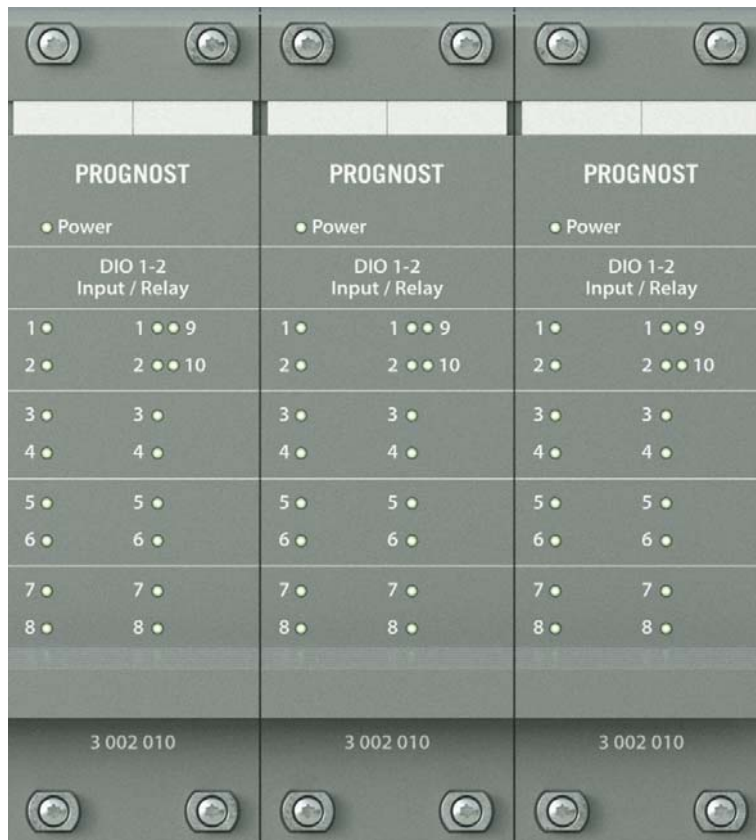 PROGNOST
Power
DIO 1-2
Input / Relay
1 1 9
2 2 10
3 3
4 4
5 5
6 6
7 7
8 8
3 002 010
PROGNOST
Power
DIO 1-2
Input / Relay
1 1 9
2 2 10
3 3
4 4
5 5
6 6
7 7
8 8
3 002 010
PROGNOST
Power
DIO 1-2
Input / Relay
1 1 9
2 2 10
3 3
4 4
5 5
6 6
7 7
8 8
3 002 010